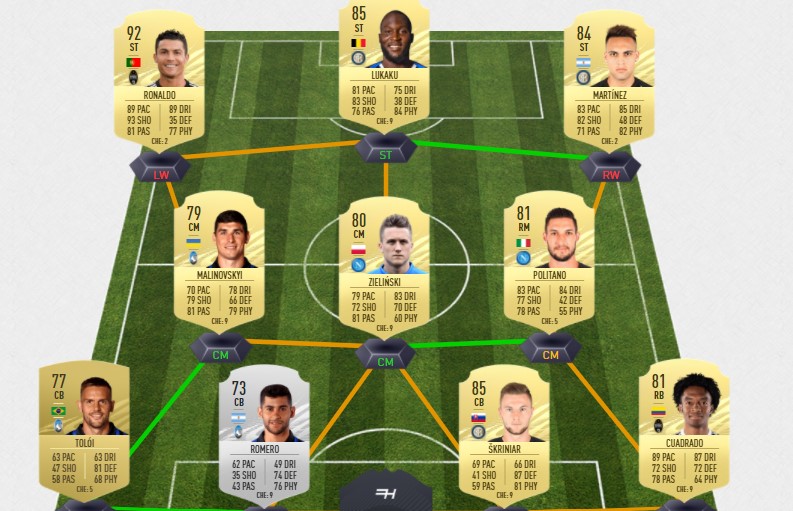 92 ST
RONALDO
89 PAC 89 DRI
93 SHO 35 DEF
81 PAS 77 PHY
CHE: 2
LW
85 ST
LUKAKU
81 PAC 75 DRI
83 SHO 38 DEF
76 PAS 84 PHY
CHE: 9
ST
84 ST
MARTÍNEZ
83 PAC 85 DRI
82 SHO 48 DEF
71 PAS 82 PHY
CHE: 2
RW
79 CM
MALINOVSKYI
70 PAC 78 DRI
79 SHO 66 DEF
81 PAS 79 PHY
CHE: 9
CM
80 CM
ZIELIŃSKI
79 PAC 83 DRI
72 SHO 70 DEF
81 PAS 60 PHY
CHE: 9
CM
81 RM
POLITANO
83 PAC 84 DRI
77 SHO 42 DEF
78 PAS 55 PHY
CHE: 5
CM
77 CB
TOLÓI
63 PAC 63 DRI
47 SHO 81 DEF
58 PAS 68 PHY
CHE: 5
73 CB
ROMERO
62 PAC 49 DRI
35 SHO 74 DEF
43 PAS 76 PHY
CHE: 9
85 CB
ŠKRINIAR
69 PAC 66 DRI
41 SHO 87 DEF
59 PAS 81 PHY
CHE: 9
81 RB
CUADRADO
89 PAC 87 DRI
72 SHO 72 DEF
78 PAS 64 PHY
CHE: 9